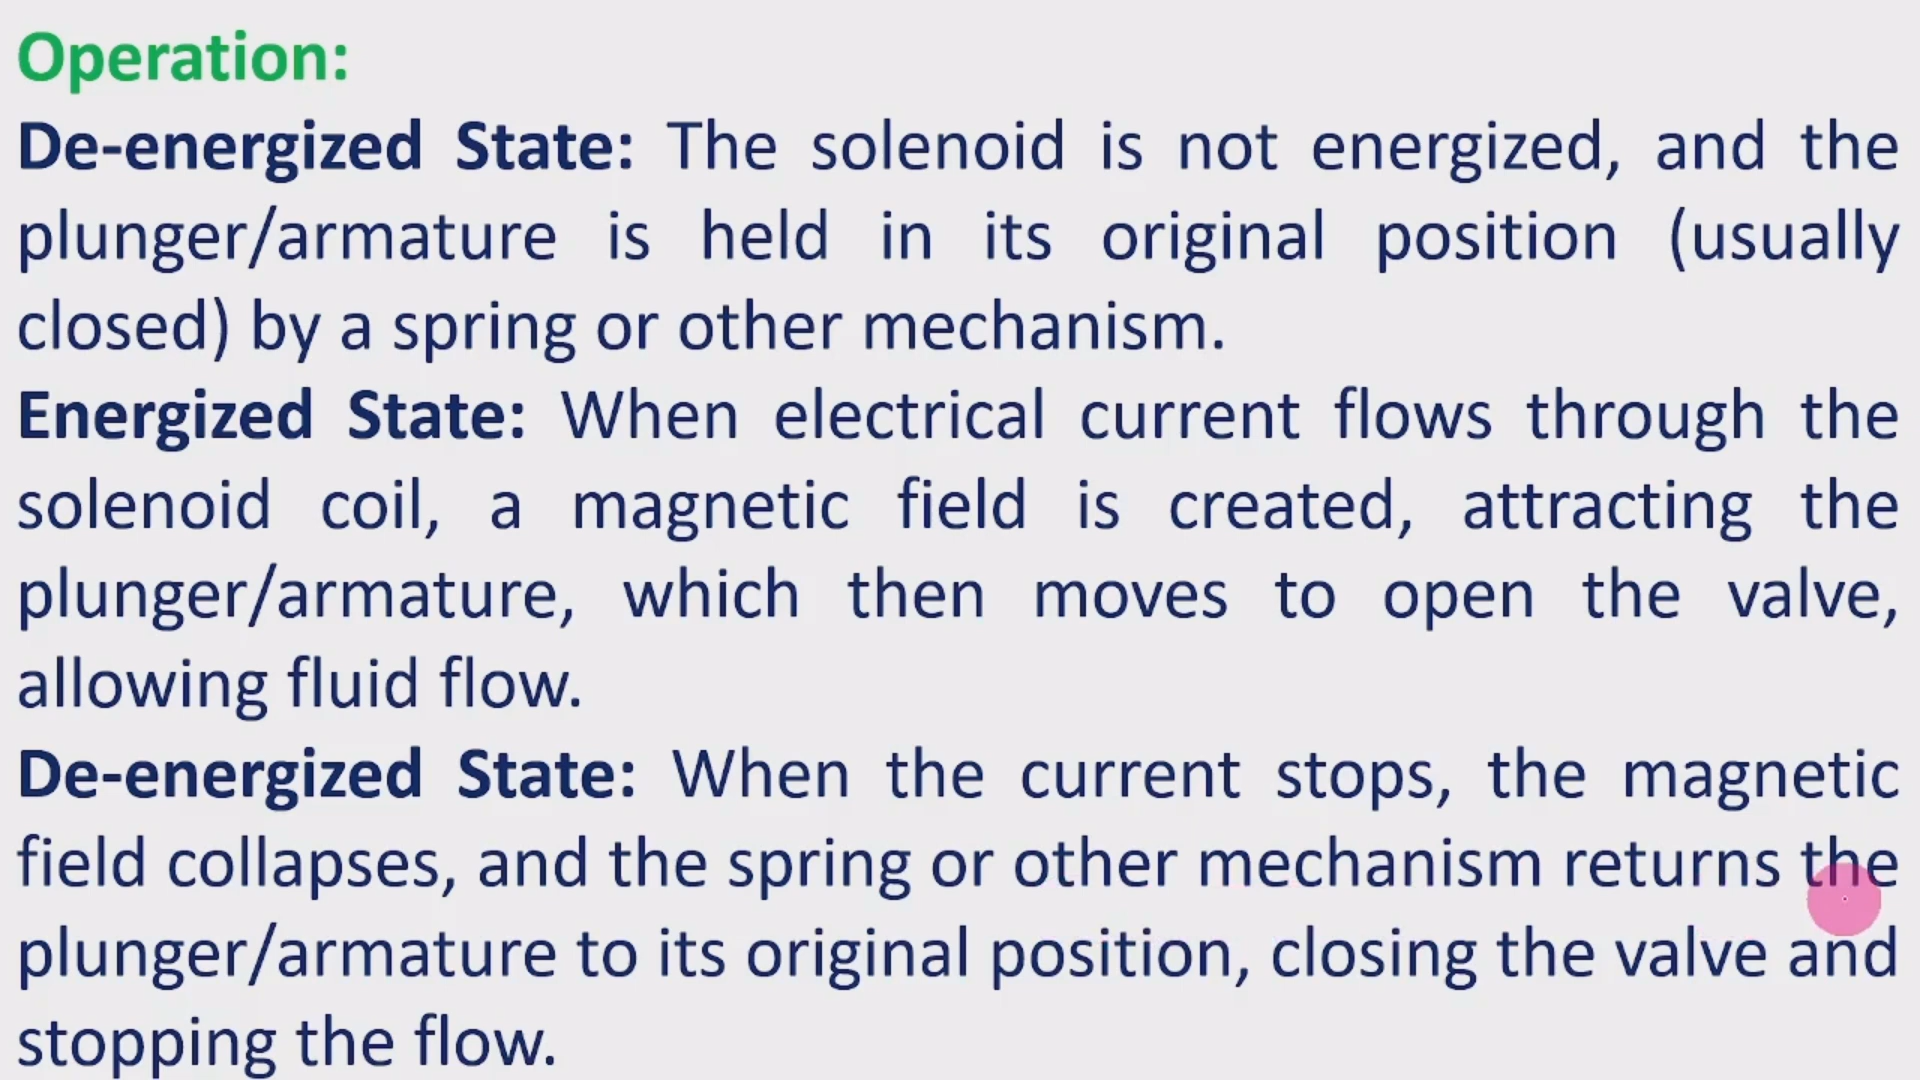 Operation:
De-energized State: The solenoid is not energized, and the
plunger/armature is held in its original position (usually
closed) by a spring or other mechanism.
Energized State: When electrical current flows through the
solenoid coil, a magnetic field is created, attracting the
plunger/armature, which then moves to open the valve,
allowing fluid flow.
De-energized State: When the current stops, the magnetic
field collapses, and the spring or other mechanism returns the
plunger/armature to its original position, closing the valve and
stopping the flow.